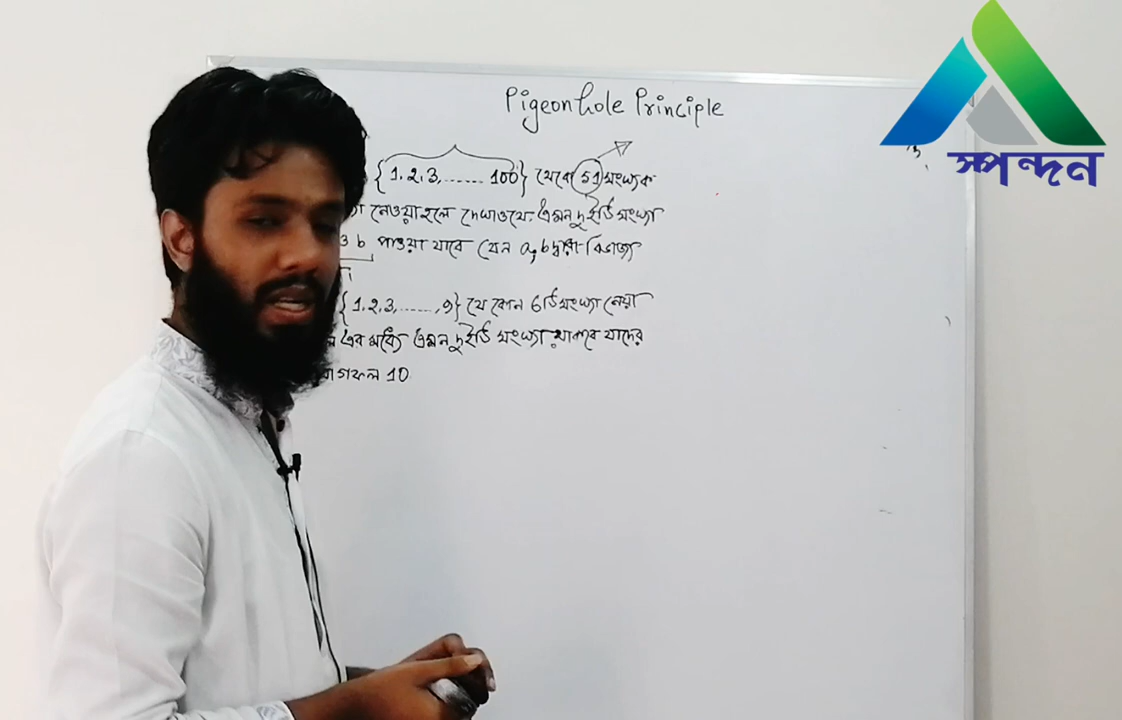 Pigeonhole Principle
{1, 2, 3, ....... 100} থেকে 51 সংখ্যক
নেওয়া হলে দেখাও যে এমন দুইটি সংখ্যা
b পাওয়া যাবে যেন a, b দ্বারা বিভাজ্য
{1, 2, 3, ......, 9} যে কোন 6টি সংখ্যা নেয়া
এর মধ্যে এমন দুইটি সংখ্যা থাকবে যাদের
গফল 10
স্পন্দন